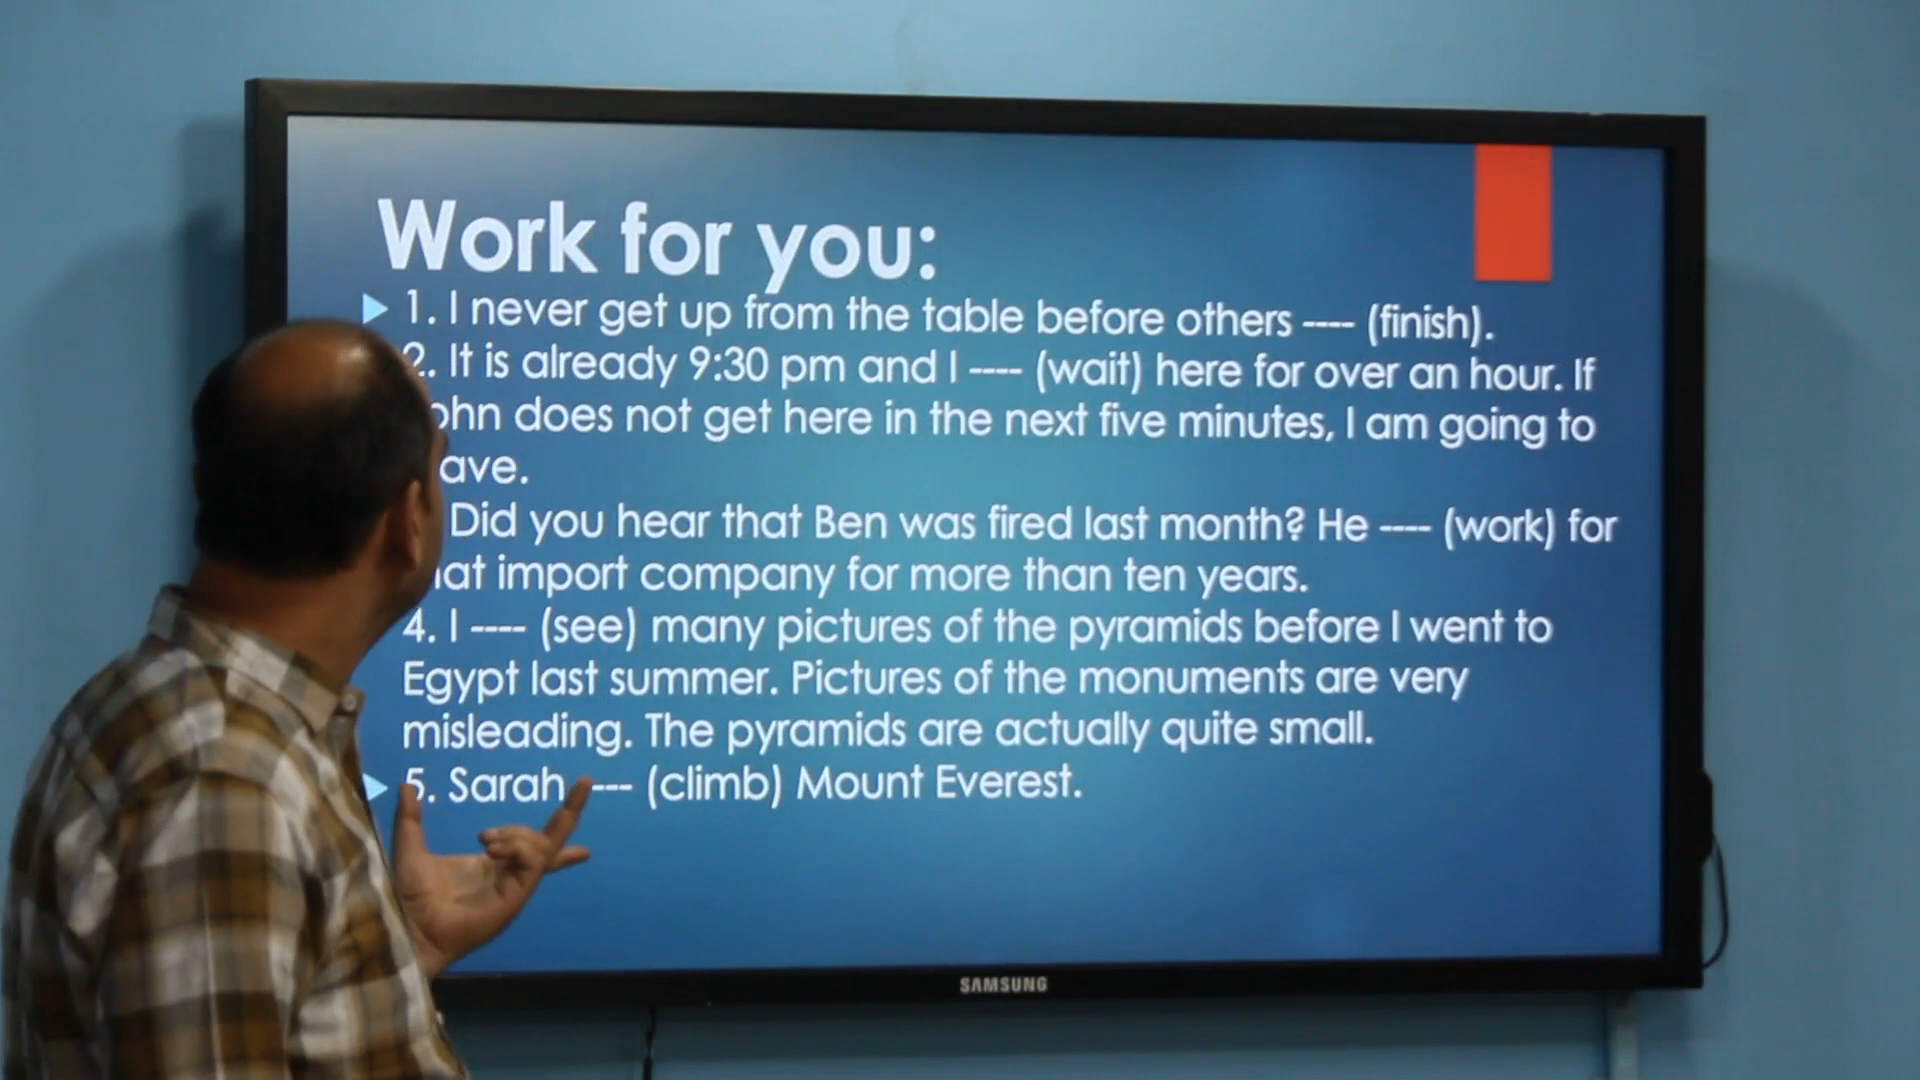 Work for you:
1. I never get up from the table before others ---- (finish).
2. It is already 9:30 pm and I ---- (wait) here for over an hour. If
ohn does not get here in the next five minutes, I am going to
ave.
Did you hear that Ben was fired last month? He ---- (work) for
at import company for more than ten years.
4. I ---- (see) many pictures of the pyramids before I went to
Egypt last summer. Pictures of the monuments are very
misleading. The pyramids are actually quite small.
5. Sarah --- (climb) Mount Everest.
SAMSUNG